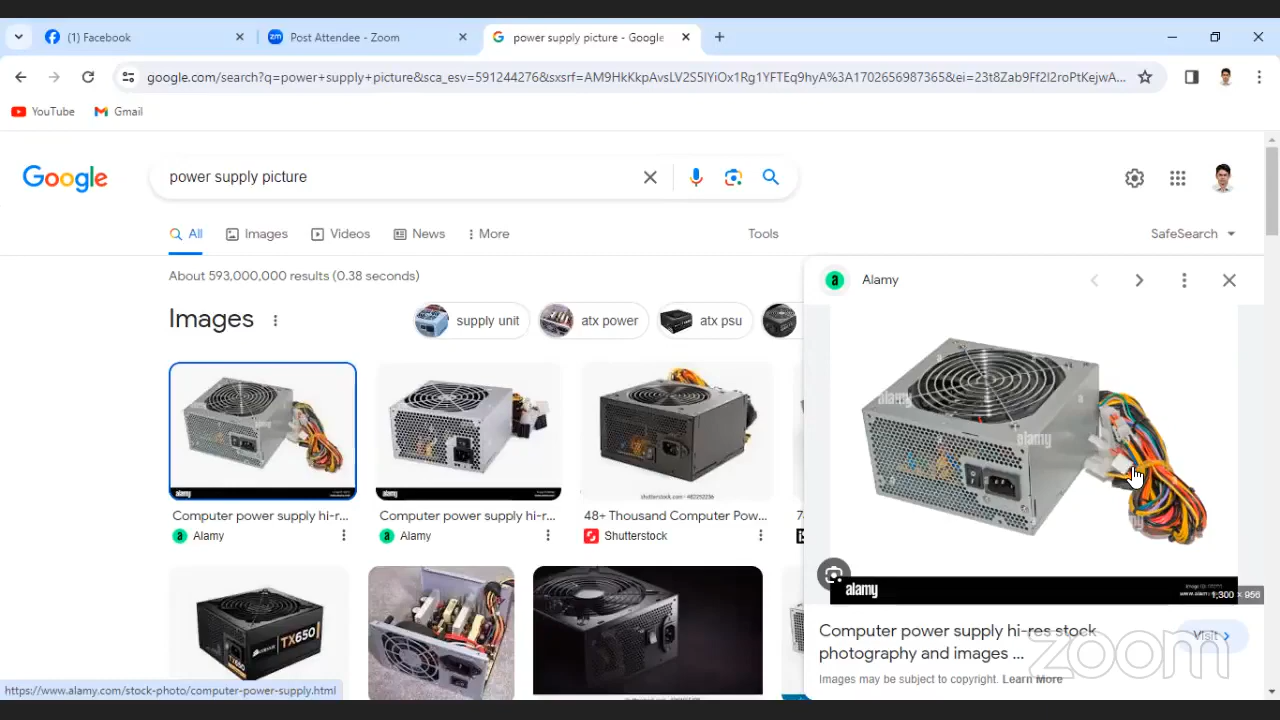 (1) Facebook
Post Attendee - Zoom
power supply picture - Google
google.com/search?q=power+supply+picture&sca_esv=591244276&sxsrf=AM9HkKkpAvsLV2S5IYiOx1Rg1YFTEq9hyA%3A1702656987365&ei=23t8Zab9Ff2I2roPtKejwA...
YouTube
Gmail
Google
power supply picture
All
Images
Videos
News
More
Tools
SafeSearch
About 593,000,000 results (0.38 seconds)
Images
supply unit
atx power
atx psu
Computer power supply hi-r...
Alamy
Computer power supply hi-r...
Alamy
48+ Thousand Computer Pow...
Shutterstock
TX650
https://www.alamy.com/stock-photo/computer-power-supply.html
Alamy
alamy
alamy
alamy
1,300 × 956
Computer power supply hi-res stock
photography and images ...
Visit
Images may be subject to copyright. Learn More
zoom